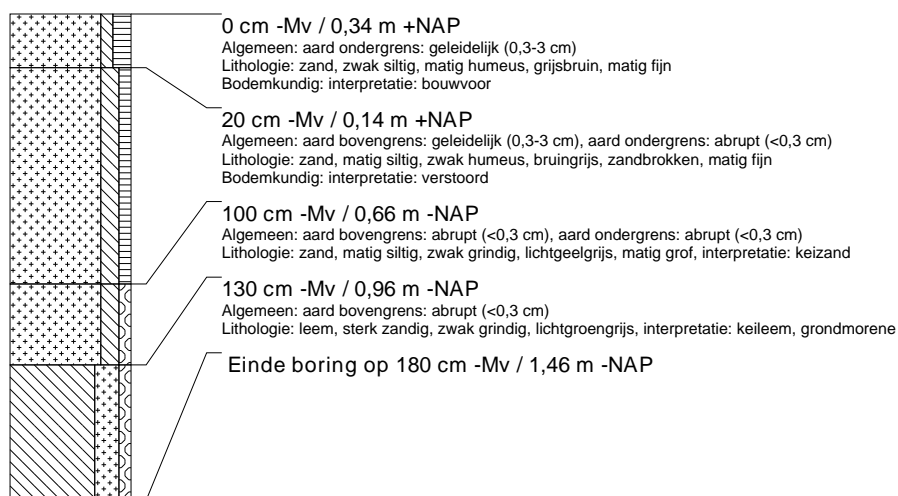 0 cm -Mv / 0,34 m +NAP
Algemeen: aard ondergrens: geleidelijk (0,3-3 cm)
Lithologie: zand, zwak siltig, matig humeus, grijsbruin, matig fijn
Bodemkundig: interpretatie: bouwvoor
20 cm -Mv / 0,14 m +NAP
Algemeen: aard bovengrens: geleidelijk (0,3-3 cm), aard ondergrens: abrupt (<0,3 cm)
Lithologie: zand, matig siltig, zwak humeus, bruingrijs, zandbrokken, matig fijn
Bodemkundig: interpretatie: verstoord
100 cm -Mv / 0,66 m -NAP
Algemeen: aard bovengrens: abrupt (<0,3 cm), aard ondergrens: abrupt (<0,3 cm)
Lithologie: zand, matig siltig, zwak grindig, lichtgeelgrijs, matig grof, interpretatie: keizand
130 cm -Mv / 0,96 m -NAP
Algemeen: aard bovengrens: abrupt (<0,3 cm)
Lithologie: leem, sterk zandig, zwak grindig, lichtgroengrijs, interpretatie: keileem, grondmorene
Einde boring op 180 cm -Mv / 1,46 m -NAP